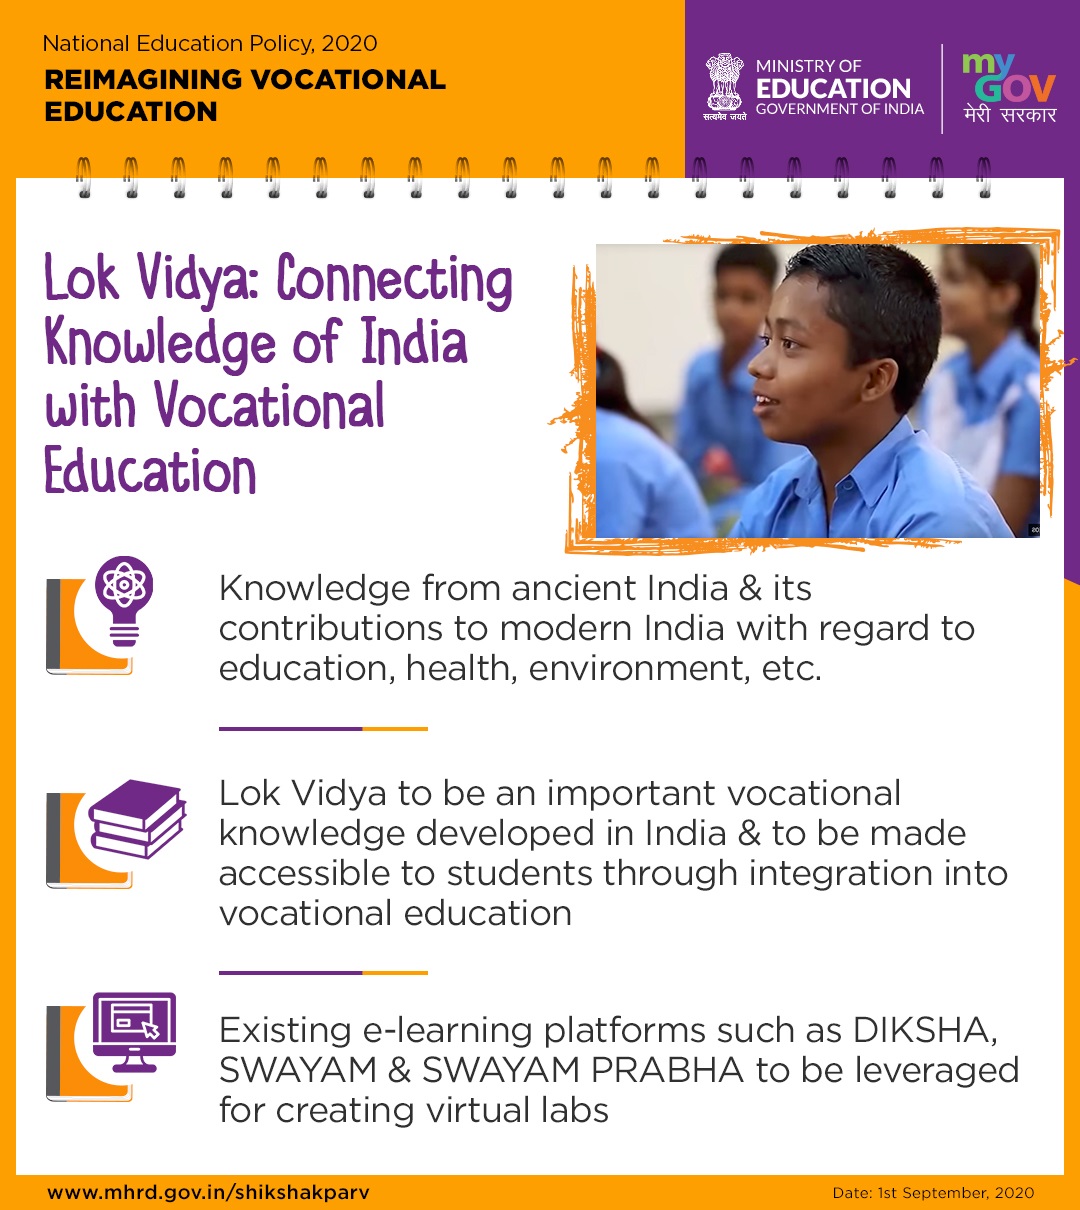 National Education Policy, 2020
REIMAGINING VOCATIONAL
EDUCATION
सत्यमेव जयते
MINISTRY OF
EDUCATION
GOVERNMENT OF INDIA
my
GOV
मेरी सरकार
Lok Vidya: Connecting
Knowledge of India
with Vocational
Education
Knowledge from ancient India & its
contributions to modern India with regard to
education, health, environment, etc.
Lok Vidya to be an important vocational
knowledge developed in India & to be made
accessible to students through integration into
vocational education
Existing e-learning platforms such as DIKSHA,
SWAYAM & SWAYAM PRABHA to be leveraged
for creating virtual labs
www.mhrd.gov.in/shikshakparv
Date: 1st September, 2020